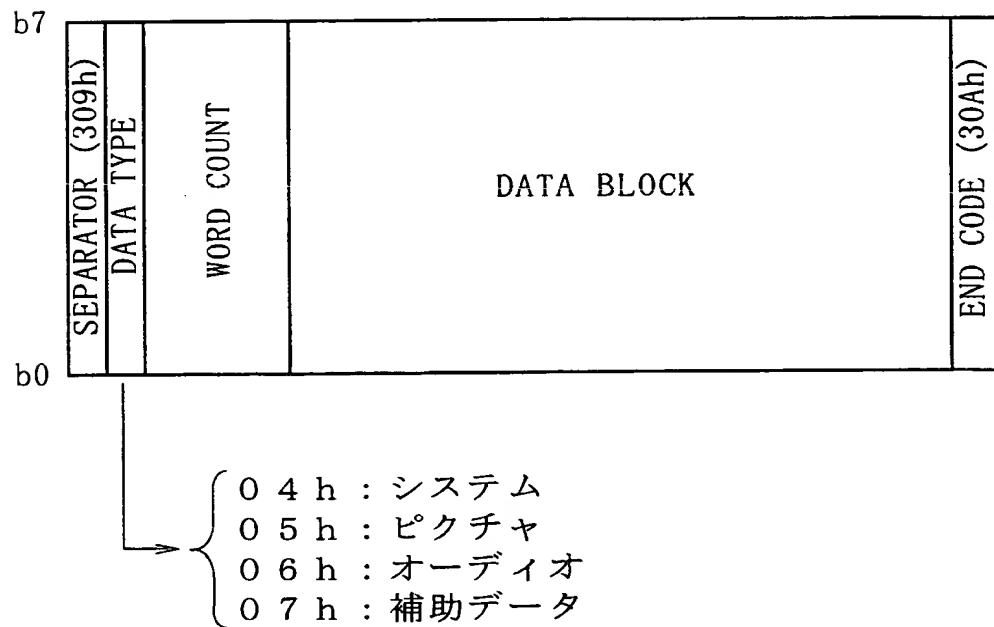 b7
SEPARATOR (309h)
DATA TYPE
WORD COUNT
DATA BLOCK
END CODE (30Ah)
b0
04h:システム
05h:ピクチャ
06h:オーディオ
07h:補助データ